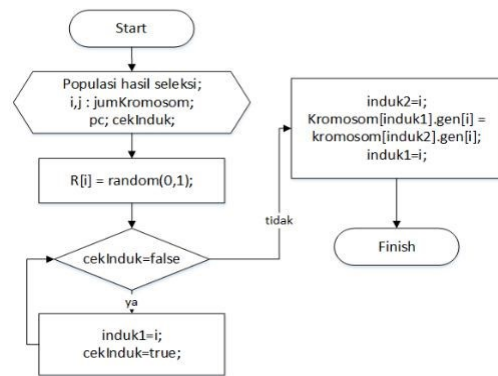 Start
Populasi hasil seleksi;
i,j : jumKromosom;
pc; cekInduk;
R[i] = random(0,1);
cekInduk=false
ya
induk1=i;
cekInduk=true;
tidak
induk2=i;
Kromosom[induk1].gen[i] =
kromosom[induk2].gen[i];
induk1=i;
Finish